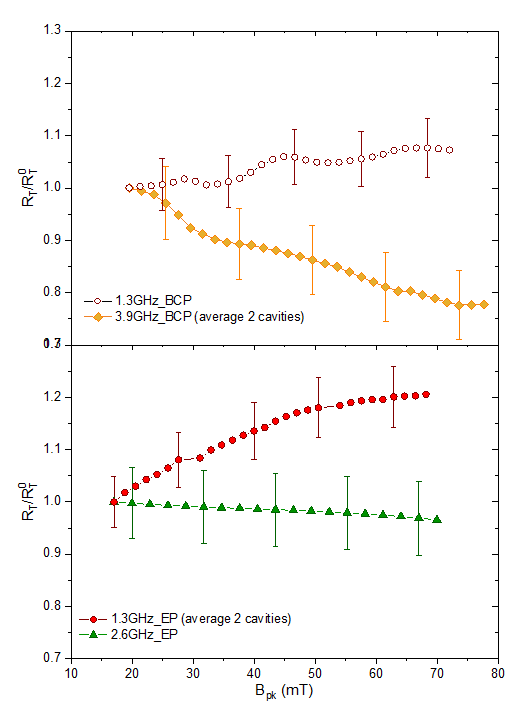 1.3
1.2
1.1
1.0
0.9
0.8
R_T/R_T^0
1.3GHz_BCP
3.9GHz_BCP (average 2 cavities)
1.2
1.1
1.0
0.9
0.8
0.7
R_T/R_T^0
1.3GHz_EP (average 2 cavities)
2.6GHz_EP
10 20 30 40 50 60 70 80
B_pk (mT)